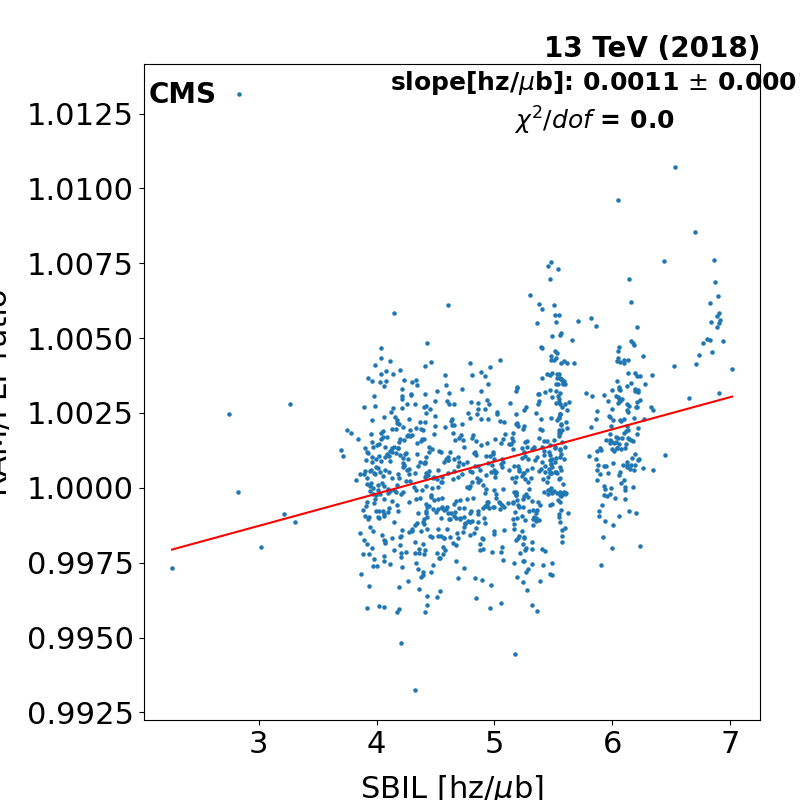 13 TeV (2018)
CMS
slope[hz/μb]: 0.0011 ± 0.000
χ²/dof = 0.0
1.0125
1.0100
1.0075
1.0050
1.0025
1.0000
0.9975
0.9950
0.9925
3 4 5 6 7
SBIL [hz/μb]